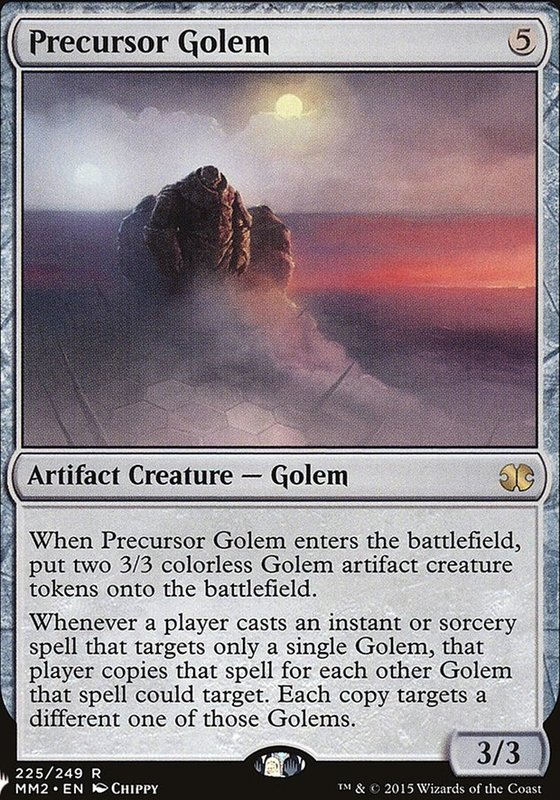 Precursor Golem 5
Artifact Creature — Golem
When Precursor Golem enters the battlefield,
put two 3/3 colorless Golem artifact creature
tokens onto the battlefield.
Whenever a player casts an instant or sorcery
spell that targets only a single Golem, that
player copies that spell for each other Golem
that spell could target. Each copy targets a
different one of those Golems.
3/3
225/249 R
MM2 • EN Chippy
™ & © 2015 Wizards of the Coast